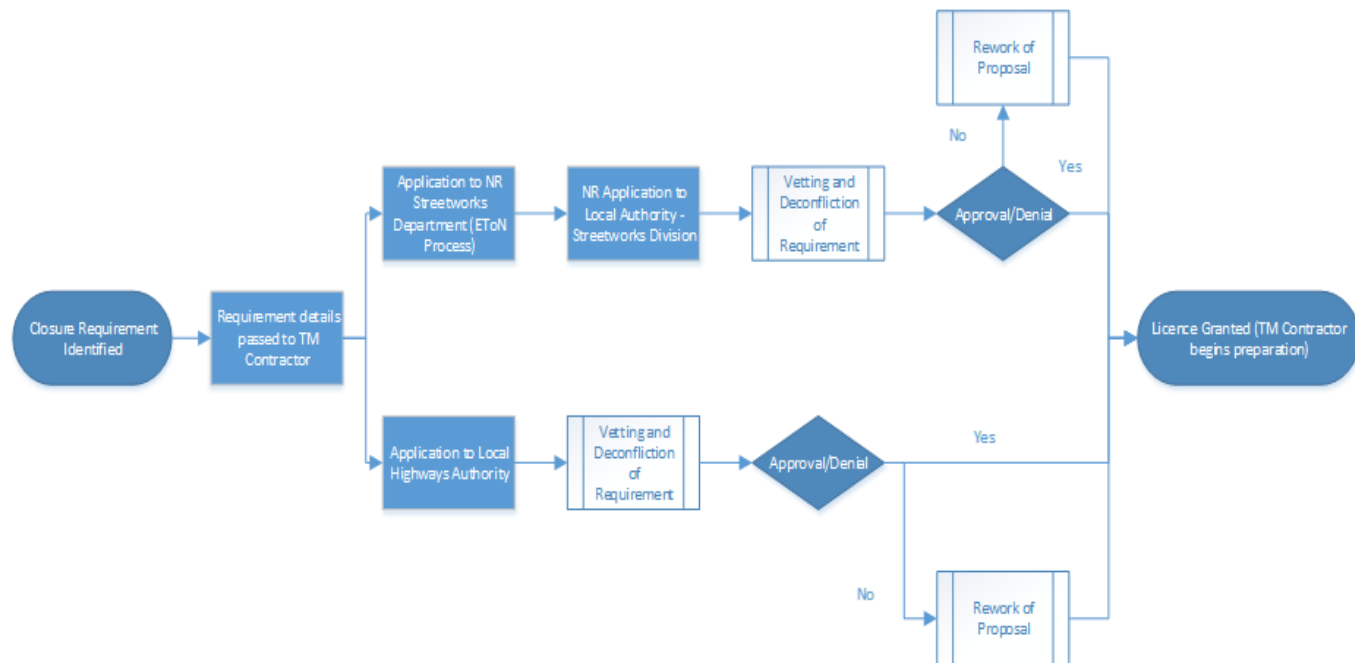 Rework of
Proposal
No
Yes
Application to NR
Streetworks
Department (EToN
Process)
NR Application to
Local Authority -
Streetworks Division
Vetting and
Deconfliction
of
Requirement
Approval/Denial
Closure Requirement
Identified
Requirement details
passed to TM
Contractor
Licence Granted (TM Contractor
begins preparation)
Application to Local
Highways Authority
Vetting and
Deconfliction
of
Requirement
Approval/Denial
Yes
No
Rework of
Proposal